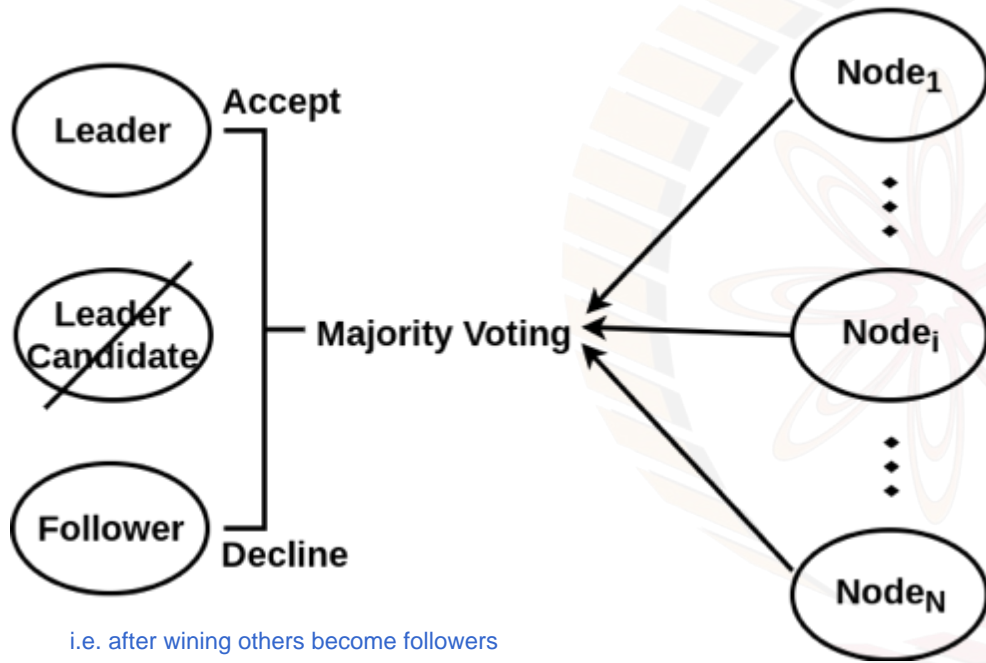 Accept
Leader
Leader
Candidate
Follower
Decline
Majority Voting
Node1
Nodei
NodeN
i.e. after wining others become followers